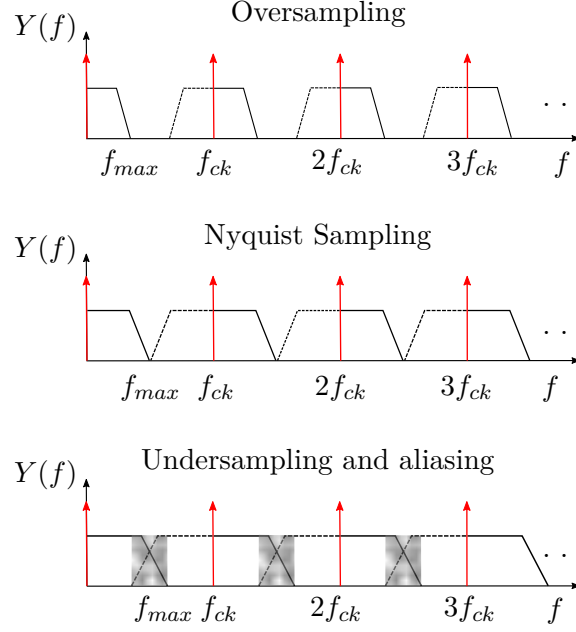 Oversampling
Y(f)
. .
f_max f_ck 2f_ck 3f_ck f
Nyquist Sampling
Y(f)
. .
f_max f_ck 2f_ck 3f_ck f
Undersampling and aliasing
Y(f)
. .
f_max f_ck 2f_ck 3f_ck f